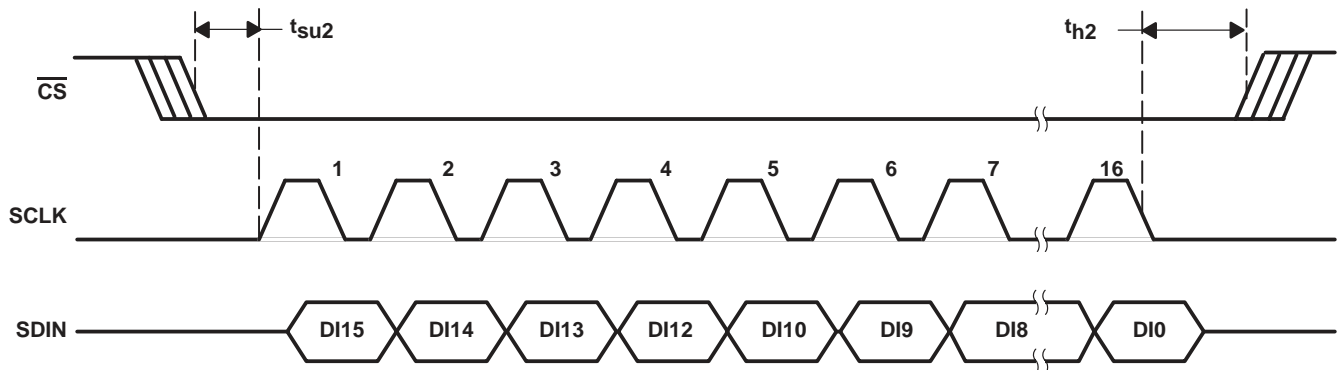 tsu2 th2
CS
1 2 3 4 5 6 7 16
SCLK
SDIN DI15 DI14 DI13 DI12 DI10 DI9 DI8 DI0